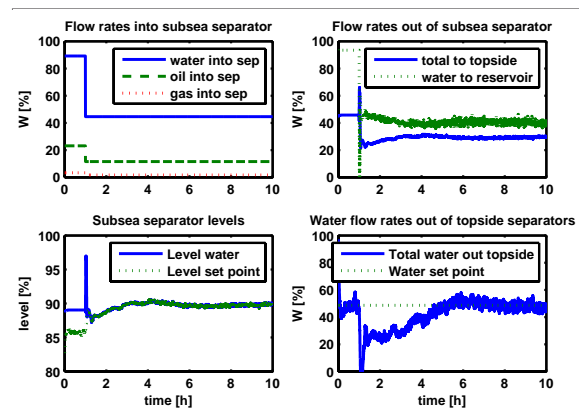 Flow rates into subsea separator
100
80
60
40
20
0
W [%]
water into sep
oil into sep
gas into sep
0 2 4 6 8 10
Flow rates out of subsea separator
100
80
60
40
20
0
W [%]
total to topside
water to reservoir
0 2 4 6 8 10
Subsea separator levels
100
95
90
85
80
level [%]
Level water
Level set point
0 2 4 6 8 10
time [h]
Water flow rates out of topside separators
100
80
60
40
20
0
W [%]
Total water out topside
Water set point
0 2 4 6 8 10
time [h]